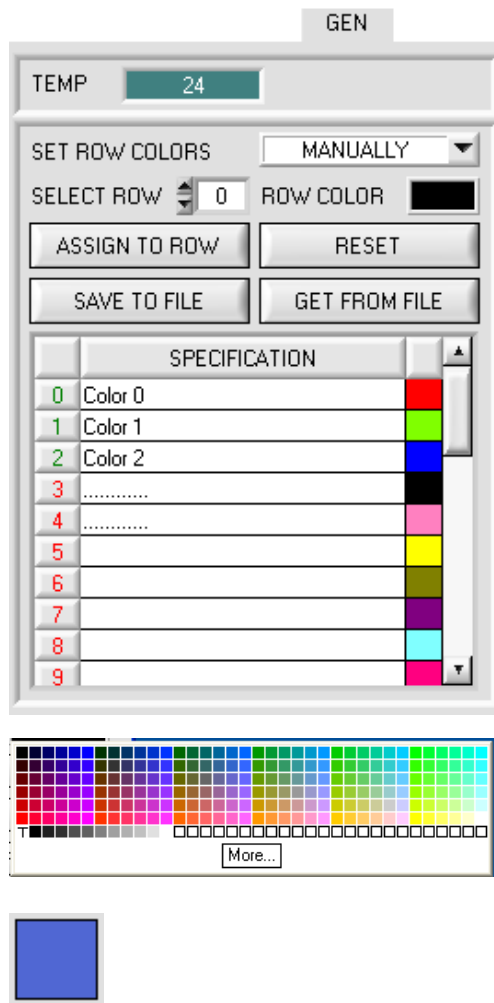 GEN
TEMP 24
SET ROW COLORS MANUALLY
SELECT ROW 0 ROW COLOR
ASSIGN TO ROW RESET
SAVE TO FILE GET FROM FILE
SPECIFICATION
0 Color 0
1 Color 1
2 Color 2
3 ............
4 ............
5
6
7
8
9
T
More...